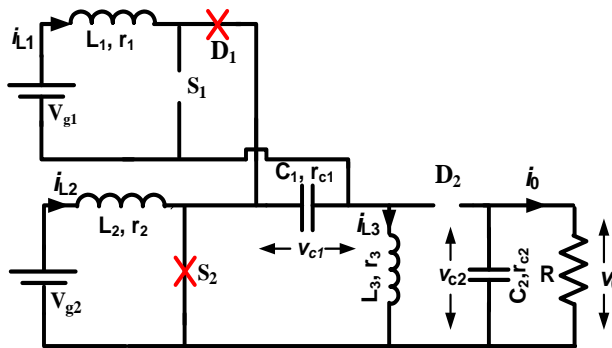 iL1
L1, r1
D1
S1
Vg1
C1, rc1
iL2
L2, r2
vc1
S2
Vg2
iL3
L3, r3
D2
i0
vc2
C2,rc2
R